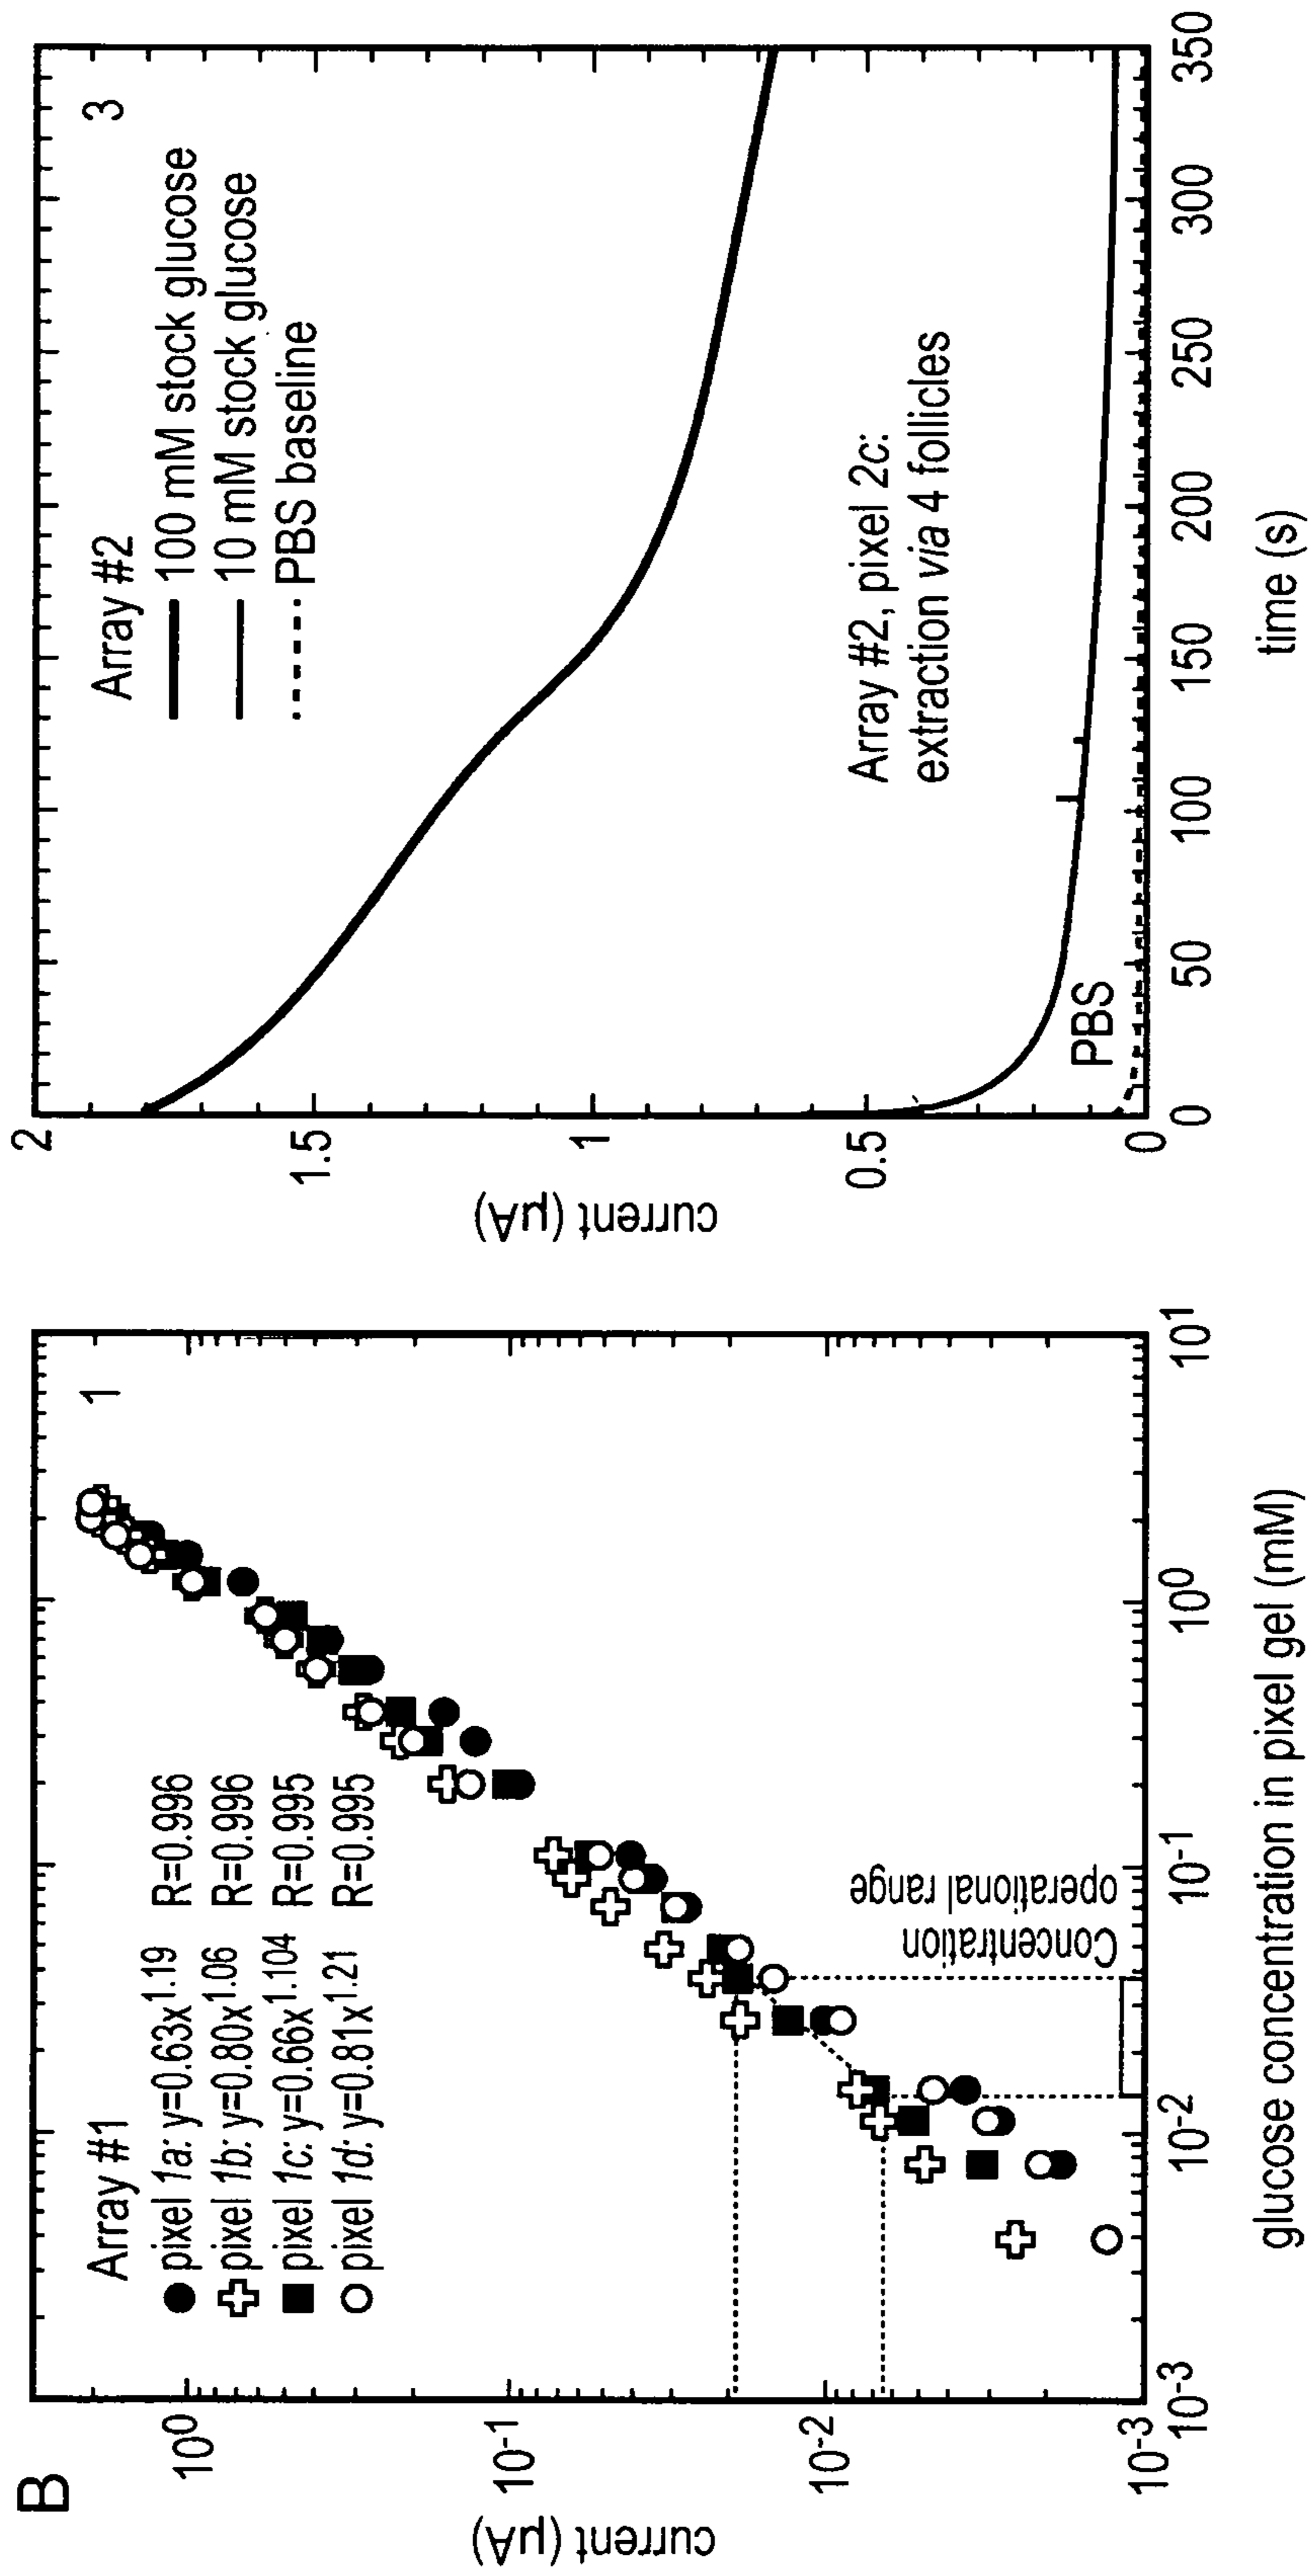 B
Array #1
pixel 1a: y=0.63x^1.19 R=0.996
pixel 1b: y=0.80x^1.06 R=0.996
pixel 1c: y=0.66x^1.104 R=0.995
pixel 1d: y=0.81x^1.21 R=0.995
1
10^0
10^-1
10^-2
10^-3
current (µA)
Concentration
operational range
10^-3
10^-2
10^-1
10^0
10^1
glucose concentration in pixel gel (mM)
3
Array #2
100 mM stock glucose
10 mM stock glucose
PBS baseline
2
1.5
1
0.5
0
current (µA)
Array #2, pixel 2c:
extraction via 4 follicles
PBS
0
50
100
150
200
250
300
350
time (s)